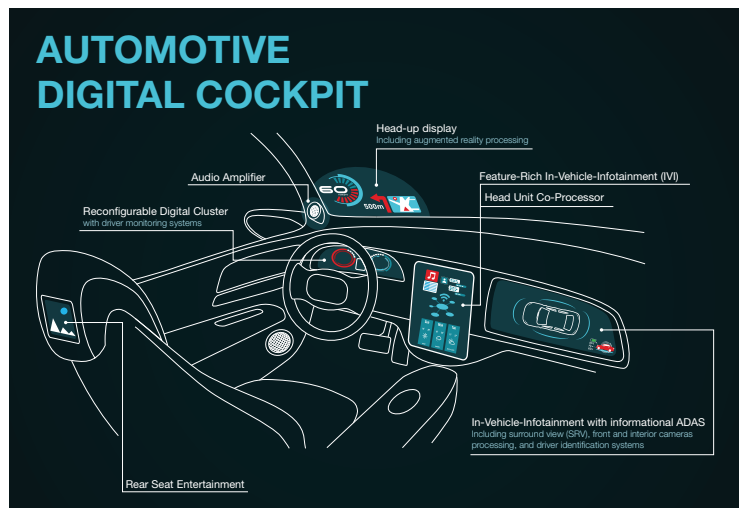 AUTOMOTIVE
DIGITAL COCKPIT
Head-up display
Including augmented reality processing
Audio Amplifier
Feature-Rich In-Vehicle-Infotainment (IVI)
Head Unit Co-Processor
Reconfigurable Digital Cluster
with driver monitoring systems
60
500m
In-Vehicle-Infotainment with informational ADAS
Including surround view (SRV), front and interior cameras
processing, and driver identification systems
Rear Seat Entertainment